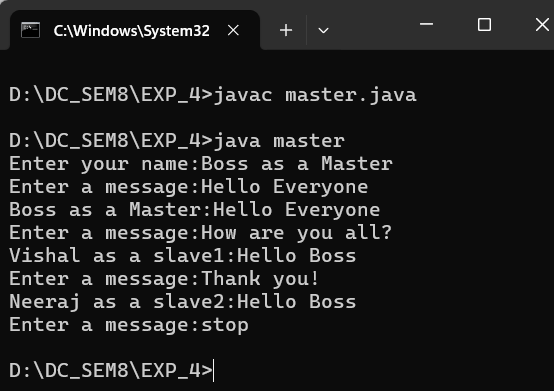 C:\Windows\System32
D:\DC_SEM8\EXP_4>javac master.java
D:\DC_SEM8\EXP_4>java master
Enter your name:Boss as a Master
Enter a message:Hello Everyone
Boss as a Master:Hello Everyone
Enter a message:How are you all?
Vishal as a slave1:Hello Boss
Enter a message:Thank you!
Neeraj as a slave2:Hello Boss
Enter a message:stop
D:\DC_SEM8\EXP_4>